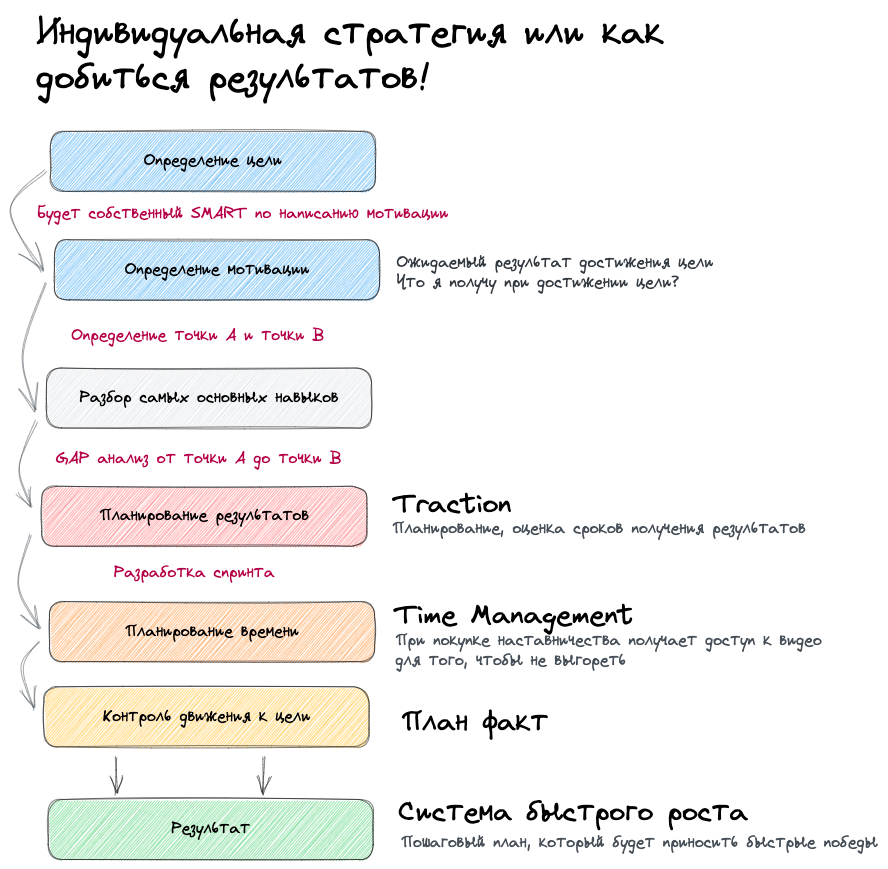 Индивидуальная стратегия или как
добиться результатов!
Определение цели
Будет собственный SMART по написанию мотивации
Определение мотивации
Ожидаемый результат достижения цели
Что я получу при достижении цели?
Определение точки А и точки В
Разбор самых основных навыков
GAP анализ от точки А до точки В
Планирование результатов
Traction
Планирование, оценка сроков получения результатов
Разработка спринта
Планирование времени
Time Management
При покупке наставничества получает доступ к видео
для того, чтобы не выгореть
Контроль движения к цели
План факт
Результат
Система быстрого роста
Пошаговый план, который будет приносить быстрые победы